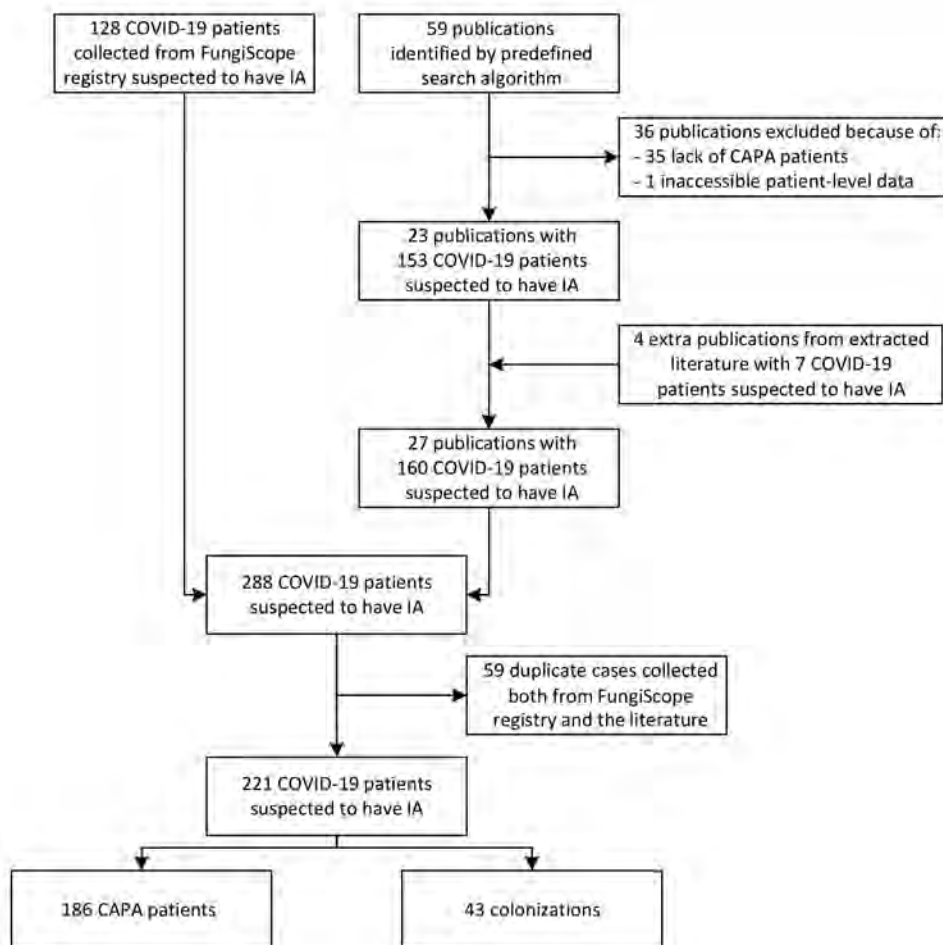 128 COVID-19 patients
collected from FungiScope
registry suspected to have IA
59 publications
identified by predefined
search algorithm
36 publications excluded because of:
- 35 lack of CAPA patients
- 1 inaccessible patient-level data
23 publications with
153 COVID-19 patients
suspected to have IA
4 extra publications from extracted
literature with 7 COVID-19
patients suspected to have IA
27 publications with
160 COVID-19 patients
suspected to have IA
288 COVID-19 patients
suspected to have IA
59 duplicate cases collected
both from FungiScope
registry and the literature
221 COVID-19 patients
suspected to have IA
186 CAPA patients
43 colonizations